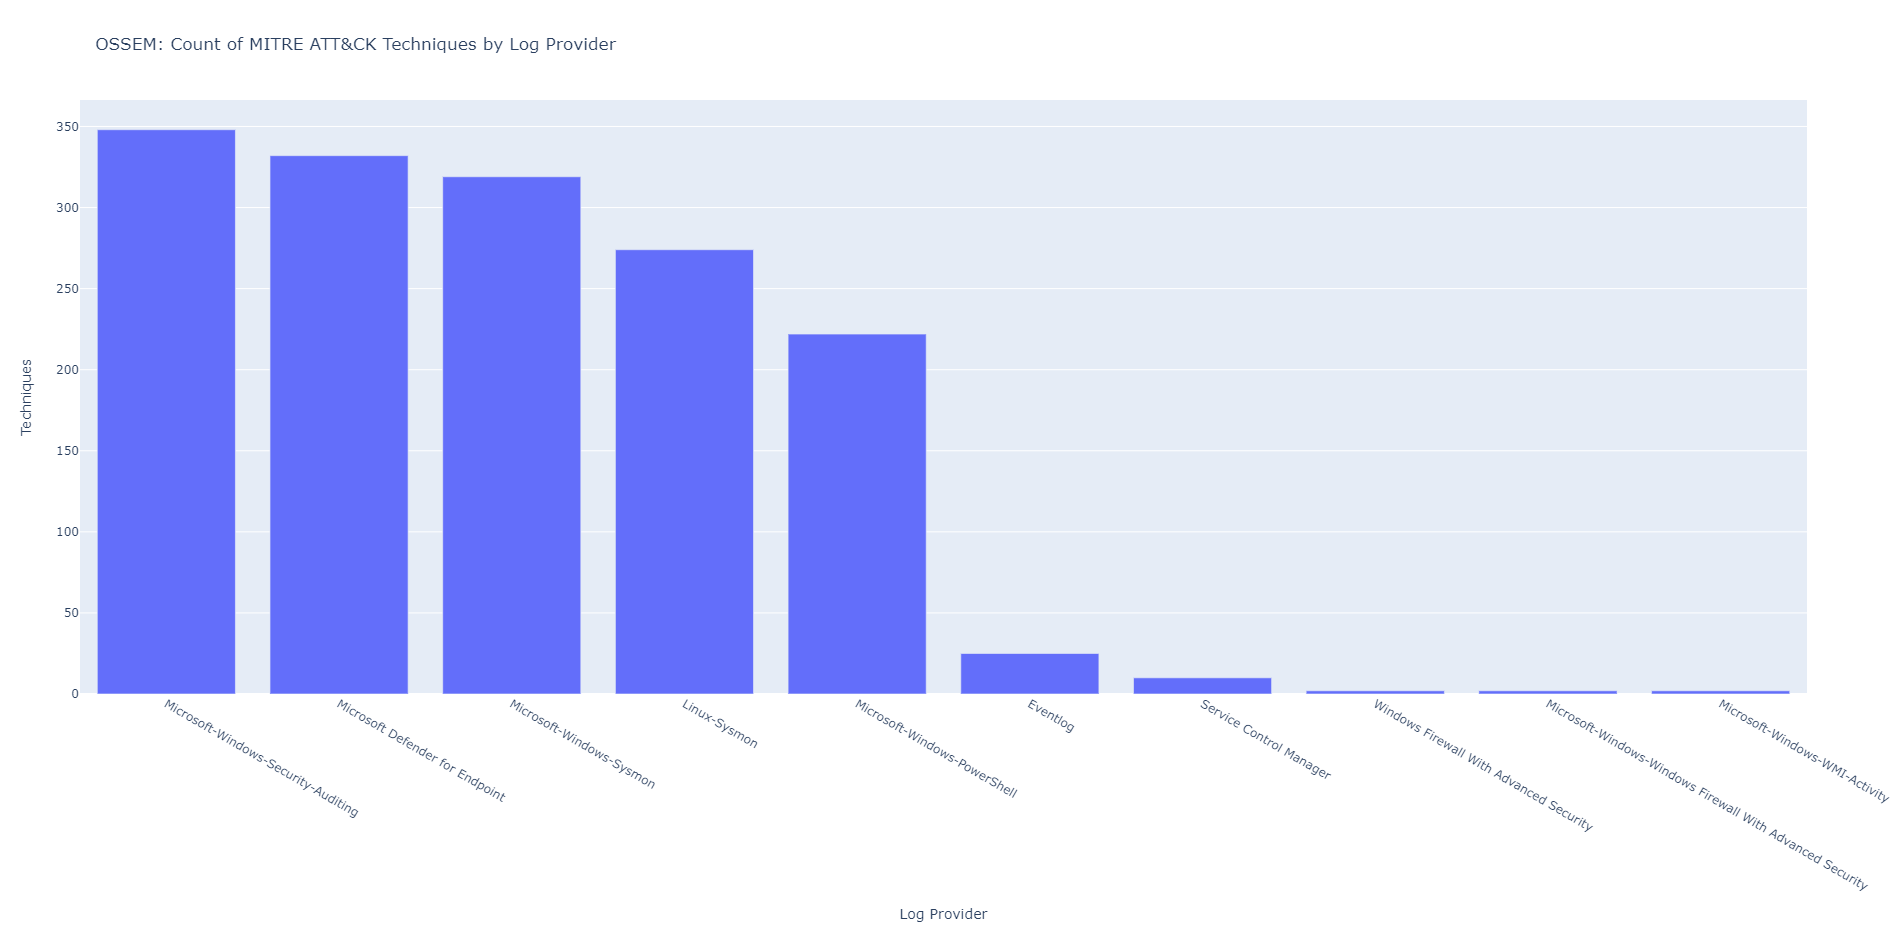 OSSEM: Count of MITRE ATT&CK Techniques by Log Provider
350
300
250
200
150
100
50
0
Techniques
Microsoft-Windows-Security-Auditing
Microsoft Defender for Endpoint
Microsoft-Windows-Sysmon
Linux-Sysmon
Microsoft-Windows-PowerShell
Eventlog
Service Control Manager
Windows Firewall With Advanced Security
Microsoft-Windows-Windows Firewall With Advanced Security
Microsoft-Windows-WMI-Activity
Log Provider